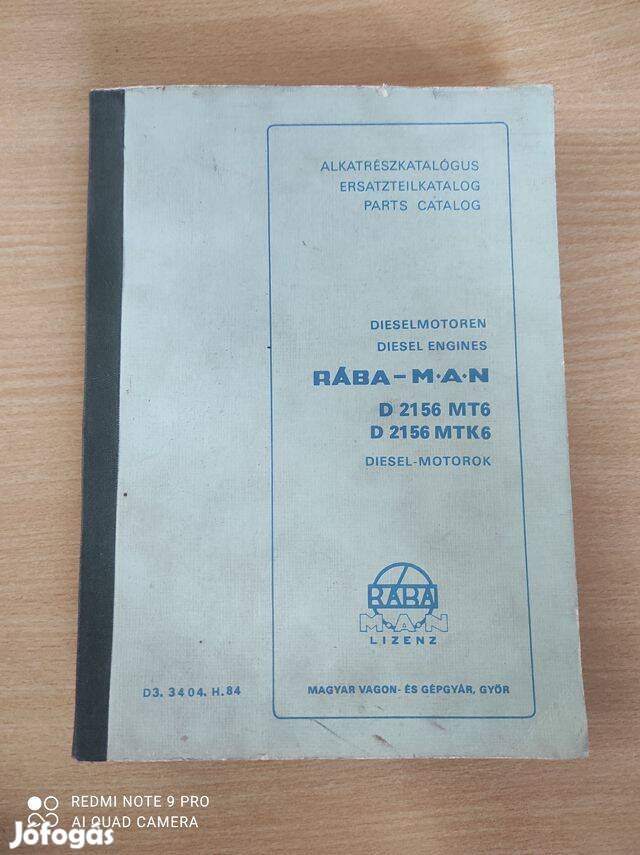 ALKATRÉSZKATALÓGUS
ERSATZTEILKATALOG
PARTS CATALOG
DIESELMOTOREN
DIESEL ENGINES
RÁBA-M·A·N
D 2156 MT6
D 2156 MTK6
DIESEL-MOTOROK
RÁBA
M·A·N
LIZENZ
D3. 3404. H.84
MAGYAR VAGON- ÉS GÉPGYÁR, GYŐR
REDMI NOTE 9 PRO
AI QUAD CAMERA
Jófogás